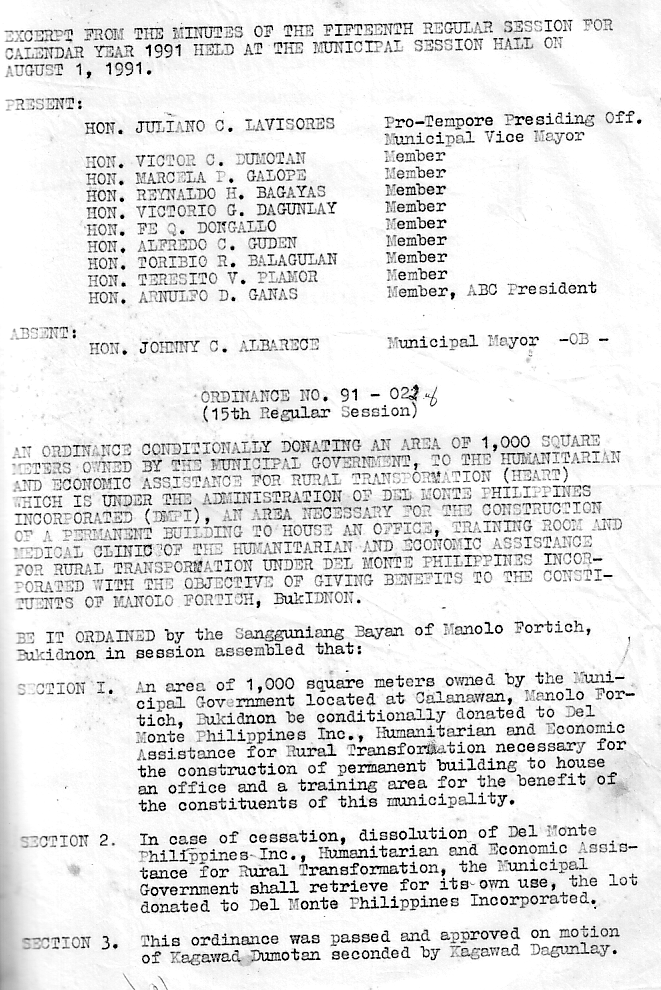 EXCERPT FROM THE MINUTES OF THE FIFTEENTH REGULAR SESSION FOR
CALENDAR YEAR 1991 HELD AT THE MUNICIPAL SESSION HALL ON
AUGUST 1, 1991.
PRESENT:
HON. JULIANO C. LAVISORES Pro-Tempore Presiding Off.
Municipal Vice Mayor
HON. VICTOR C. DUMOTAN Member
HON. MARCELA P. GALOPE Member
HON. REYNALDO H. BAGAYAS Member
HON. VICTORIO G. DAGUNLAY Member
HON. FE Q. DONGALLO Member
HON. ALFREDO C. GUDEN Member
HON. TORIBIO R. BALAGULAN Member
HON. TERESITO V. PLAMOR Member
HON. ARNULFO D. GANAS Member, ABC President
ABSENT:
HON. JOHNNY C. ALBARECE Municipal Mayor -OB -
ORDINANCE NO. 91 - 02
(15th Regular Session)
AN ORDINANCE CONDITIONALLY DONATING AN AREA OF 1,000 SQUARE
METERS OWNED BY THE MUNICIPAL GOVERNMENT, TO THE HUMANITARIAN
AND ECONOMIC ASSISTANCE FOR RURAL TRANSFORMATION (HEART)
WHICH IS UNDER THE ADMINISTRATION OF DEL MONTE PHILIPPINES
INCORPORATED (DMPI), AN AREA NECESSARY FOR THE CONSTRUCTION
OF A PERMANENT BUILDING TO HOUSE AN OFFICE, TRAINING ROOM AND
MEDICAL CLINIC OF THE HUMANITARIAN AND ECONOMIC ASSISTANCE
FOR RURAL TRANSFORMATION UNDER DEL MONTE PHILIPPINES INCOR-
PORATED WITH THE OBJECTIVE OF GIVING BENEFITS TO THE CONSTI-
TUENTS OF MANOLO FORTICH, BukIDNON.
BE IT ORDAINED by the Sangguniang Bayan of Manolo Fortich,
Bukidnon in session assembled that:
SECTION I. An area of 1,000 square meters owned by the Muni-
cipal Government located at Calanawan, Manolo For-
tich, Bukidnon be conditionally donated to Del
Monte Philippines Inc., Humanitarian and Economic
Assistance for Rural Transformation necessary for
the construction of permanent building to house
an office and a training area for the benefit of
the constituents of this municipality.
SECTION 2. In case of cessation, dissolution of Del Monte
Philippines Inc., Humanitarian and Economic Assis-
tance for Rural Transformation, the Municipal
Government shall retrieve for its own use, the lot
donated to Del Monte Philippines Incorporated.
SECTION 3. This ordinance was passed and approved on motion
of Kagawad Dumotan seconded by Kagawad Dagunlay.